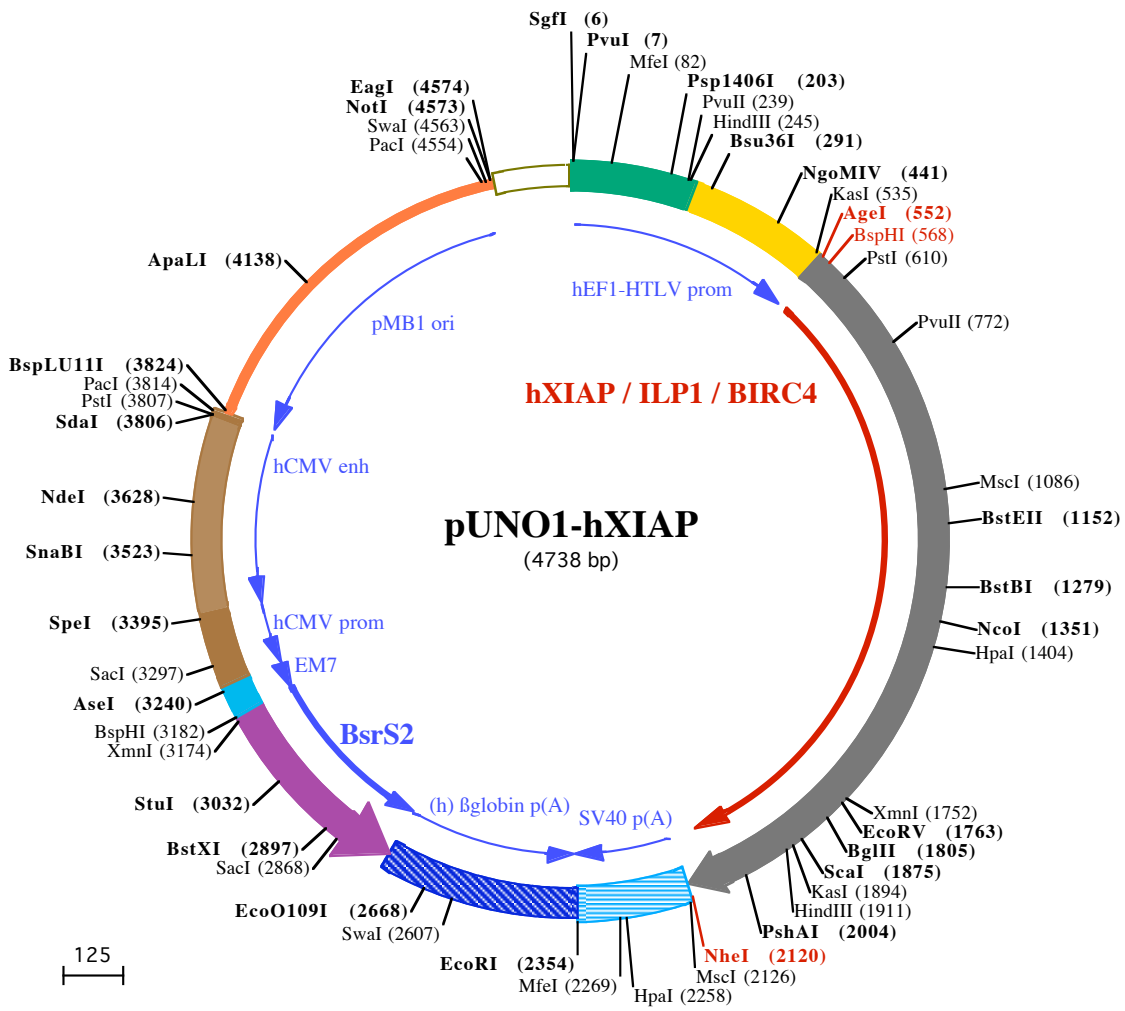 SgfI (6)
PvuI (7)
MfeI (82)
Psp1406I (203)
PvuII (239)
HindIII (245)
Bsu36I (291)
NgoMIV (441)
KasI (535)
AgeI (552)
BspHI (568)
PstI (610)
PvuII (772)
MscI (1086)
BstEII (1152)
BstBI (1279)
NcoI (1351)
HpaI (1404)
XmnI (1752)
EcoRV (1763)
BglII (1805)
ScaI (1875)
KasI (1894)
HindIII (1911)
PshAI (2004)
NheI (2120)
MscI (2126)
HpaI (2258)
MfeI (2269)
EcoRI (2354)
SwaI (2607)
EcoO109I (2668)
SacI (2868)
BstXI (2897)
StuI (3032)
XmnI (3174)
BspHI (3182)
AseI (3240)
SacI (3297)
SpeI (3395)
SnaBI (3523)
NdeI (3628)
SdaI (3806)
PstI (3807)
PacI (3814)
BspLU11I (3824)
ApaLI (4138)
PacI (4554)
SwaI (4563)
NotI (4573)
EagI (4574)
hEF1-HTLV prom
pMB1 ori
hXIAP / ILP1 / BIRC4
hCMV enh
pUNO1-hXIAP
(4738 bp)
hCMV prom
EM7
BsrS2
(h) ßglobin p(A)
SV40 p(A)
125